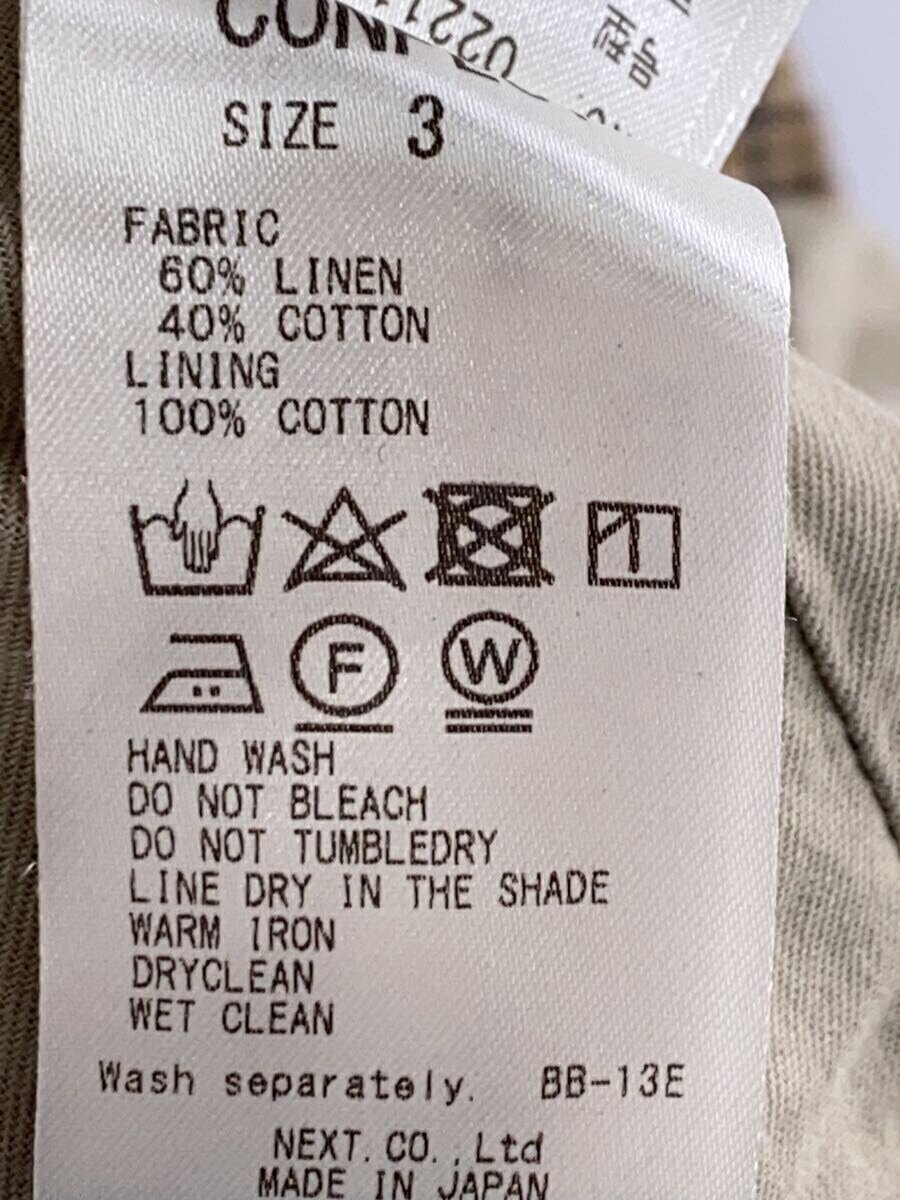 SIZE 3
FABRIC
60% LINEN
40% COTTON
LINING
100% COTTON
F W
HAND WASH
DO NOT BLEACH
DO NOT TUMBLEDRY
LINE DRY IN THE SHADE
WARM IRON
DRYCLEAN
WET CLEAN
Wash separately. BB-13E
NEXT. CO., Ltd
MADE IN JAPAN